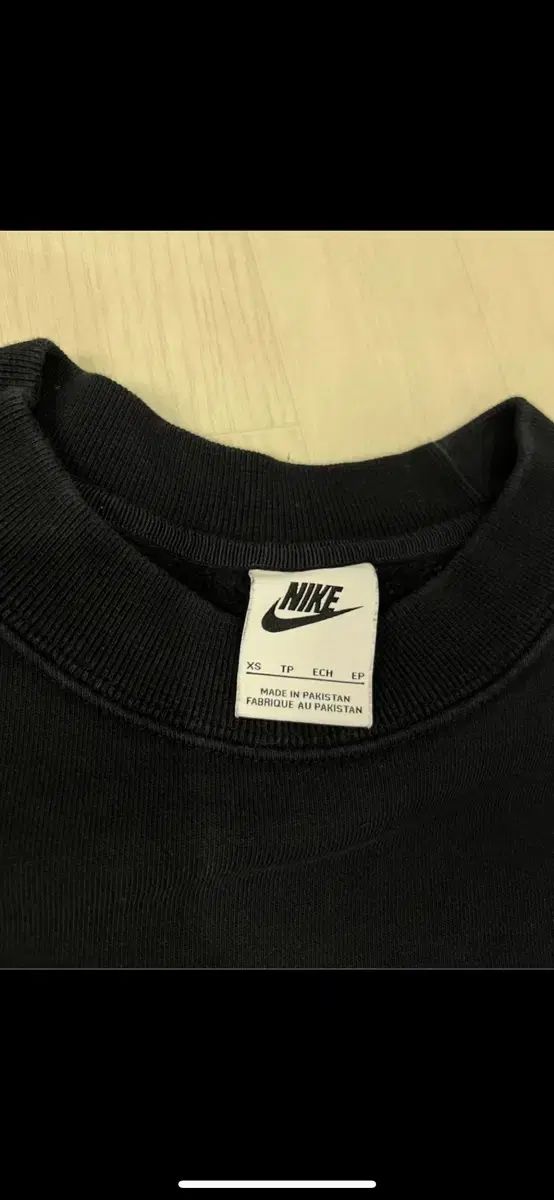 NIKE
XS TP ECH EP
MADE IN PAKISTAN
FABRIQUE AU PAKISTAN